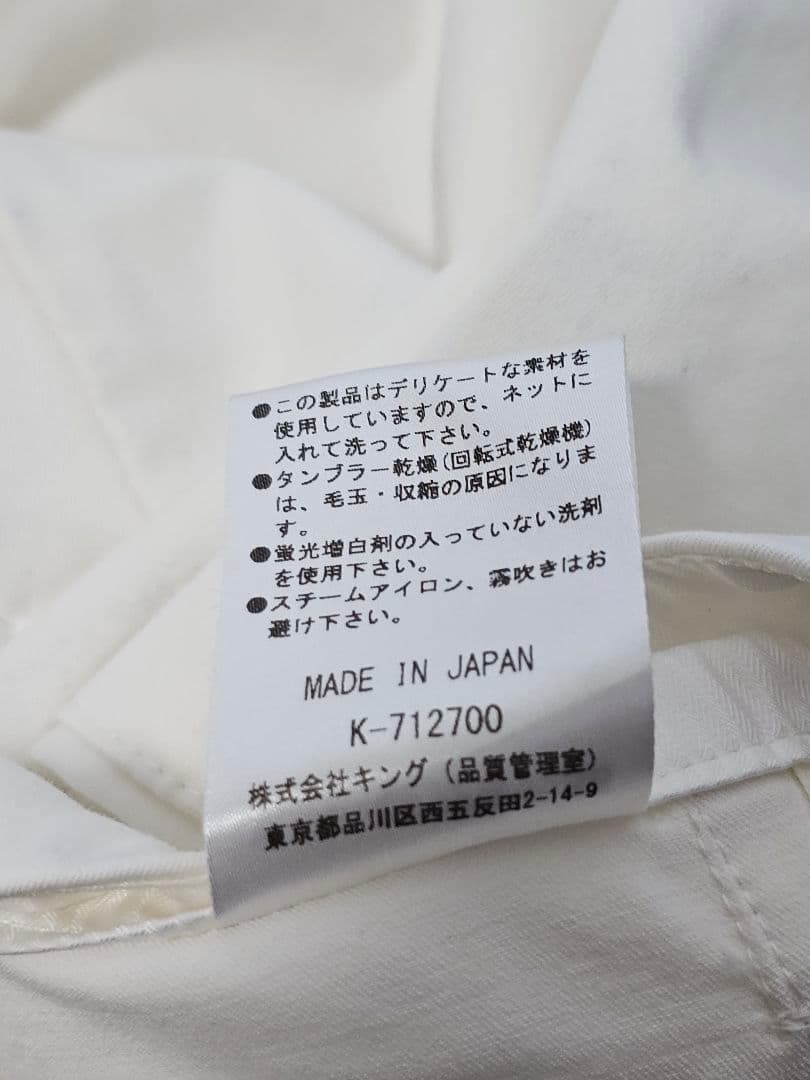 ●この製品はデリケートな素材を
使用していますので、ネットに
入れて洗って下さい。
●タンブラー乾燥(回転式乾燥機)
は、毛玉・収縮の原因になりま
す。
●蛍光増白剤の入っていない洗剤
を使用下さい。
●スチームアイロン、霧吹きはお
避け下さい。
MADE IN JAPAN
K-712700
株式会社キング(品質管理室)
東京都品川区西五反田2-14-9